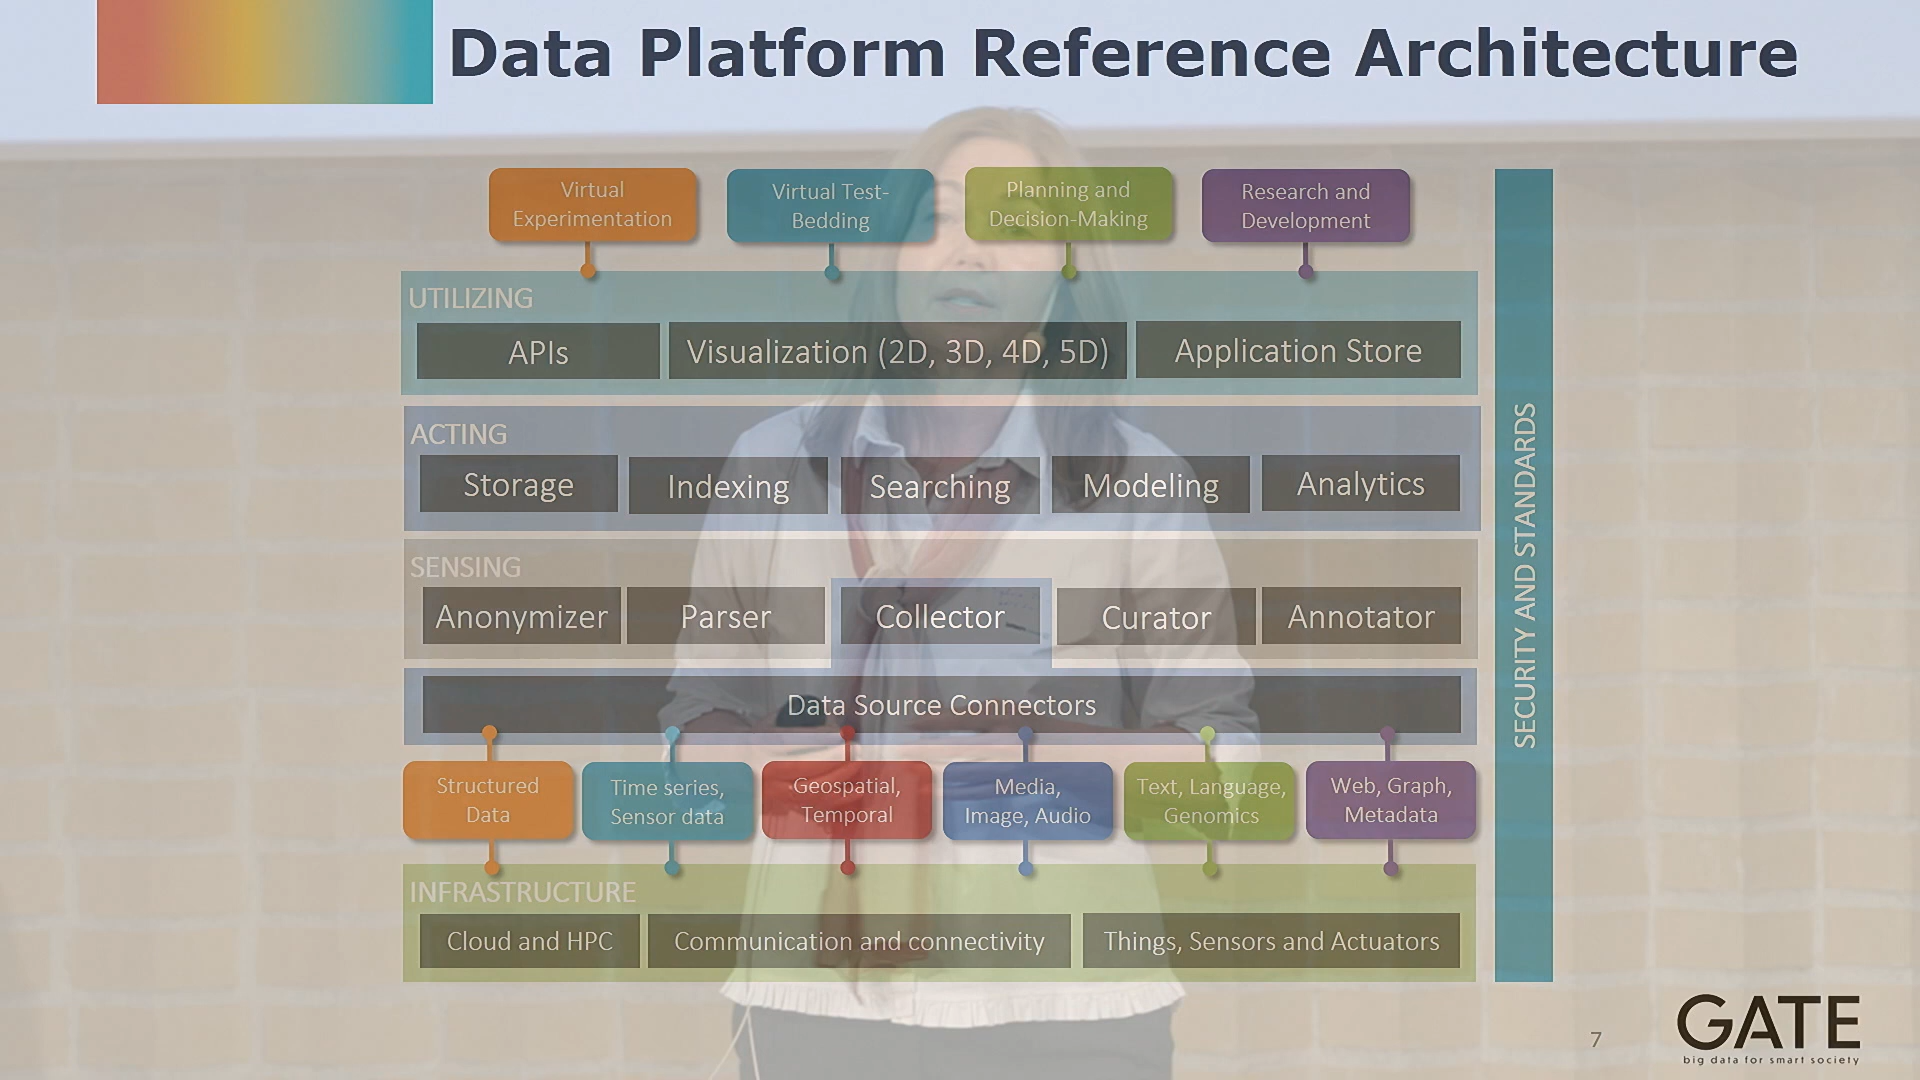 Data Platform Reference Architecture
Virtual
Experimentation
Virtual Test-
Bedding
Planning and
Decision-Making
Research and
Development
UTILIZING
APIs
Visualization (2D, 3D, 4D, 5D)
Application Store
ACTING
Storage
Indexing
Searching
Modeling
Analytics
SENSING
Anonymizer
Parser
Collector
Curator
Annotator
Data Source Connectors
Structured
Data
Time series,
Sensor data
Geospatial,
Temporal
Media,
Image, Audio
Text, Language,
Genomics
Web, Graph,
Metadata
INFRASTRUCTURE
Cloud and HPC
Communication and connectivity
Things, Sensors and Actuators
SECURITY AND STANDARDS
7
GATE
big data for smart society